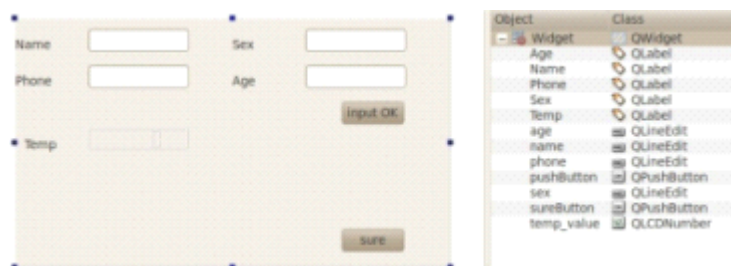 Name
Sex
Phone
Age
input OK
Temp
sure
Object Class
Widget QWidget
Age QLabel
Name QLabel
Phone QLabel
Sex QLabel
Temp QLabel
age QLineEdit
name QLineEdit
phone QLineEdit
pushButton QPushButton
sex QLineEdit
sureButton QPushButton
temp_value QLCDNumber